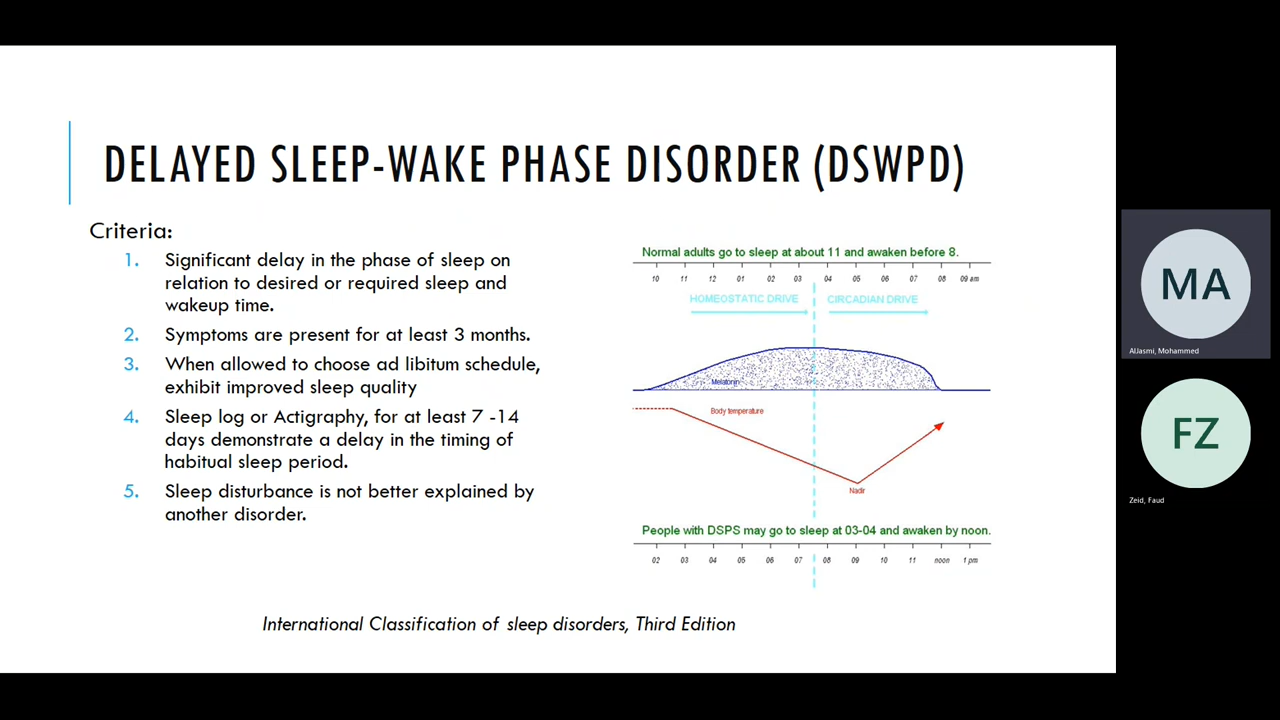 DELAYED SLEEP-WAKE PHASE DISORDER (DSWPD)
Criteria:
1. Significant delay in the phase of sleep on
relation to desired or required sleep and
wakeup time.
2. Symptoms are present for at least 3 months.
3. When allowed to choose ad libitum schedule,
exhibit improved sleep quality
4. Sleep log or Actigraphy, for at least 7 -14
days demonstrate a delay in the timing of
habitual sleep period.
5. Sleep disturbance is not better explained by
another disorder.
Normal adults go to sleep at about 11 and awaken before 8.
10 11 12 01 02 03 04 05 06 07 08 09 am
HOMEOSTATIC DRIVE CIRCADIAN DRIVE
Melatonin
Body temperature
Nadir
People with DSPS may go to sleep at 03-04 and awaken by noon.
02 03 04 05 06 07 08 09 10 11 noon 1 pm
International Classification of sleep disorders, Third Edition
MA
AlJasmi, Mohammed
FZ
Zeid, Faud